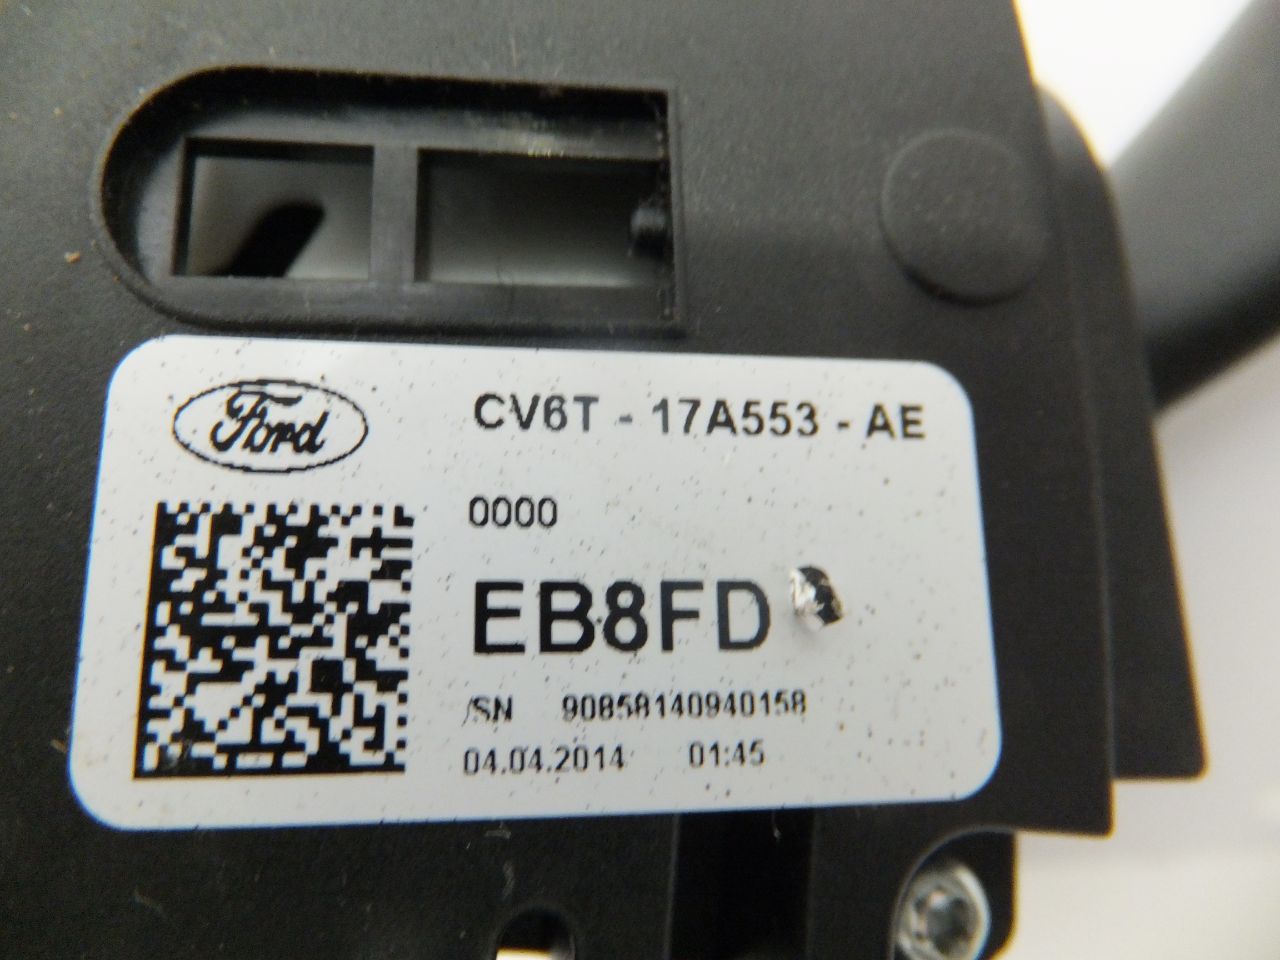 Ford
CV6T - 17A553 - AE
0000
EB8FD
/SN 90858140940158
04.04.2014 01:45